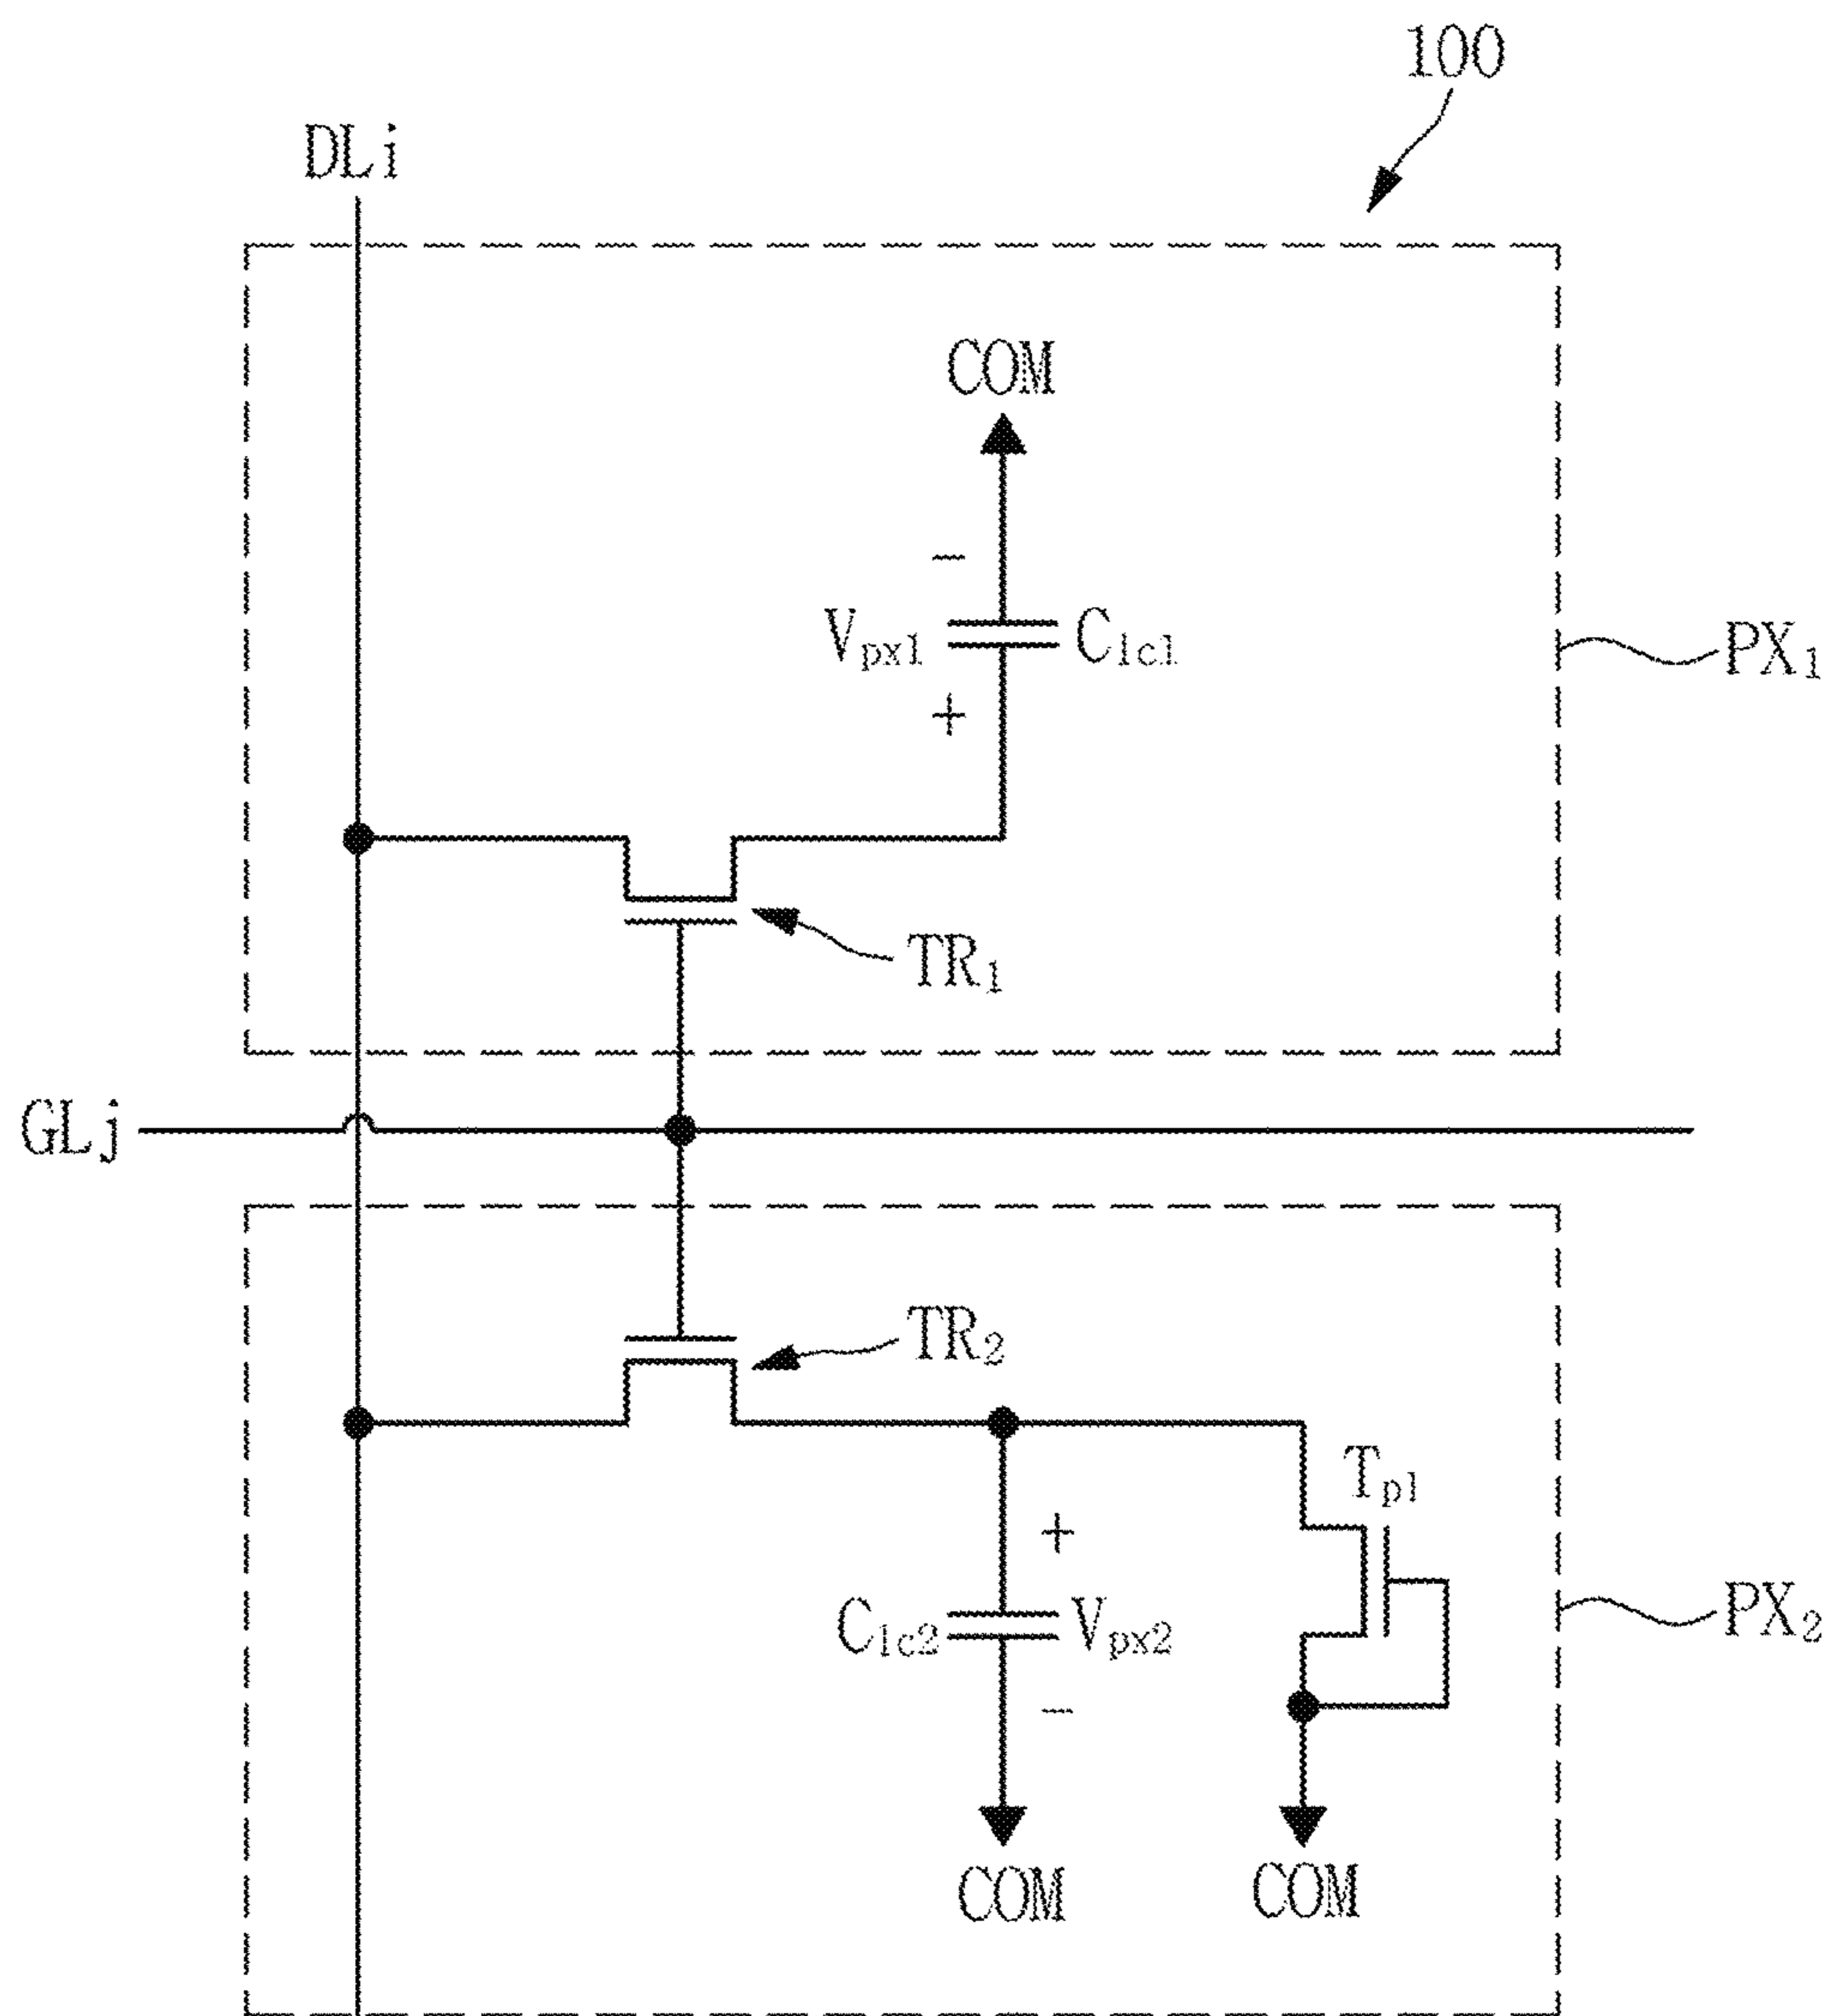 100
DLi
COM
−
Vpx1 Clc1
+
PX1
TR1
GLj
TR2
Tp1
+
Clc2 Vpx2
−
PX2
COM COM